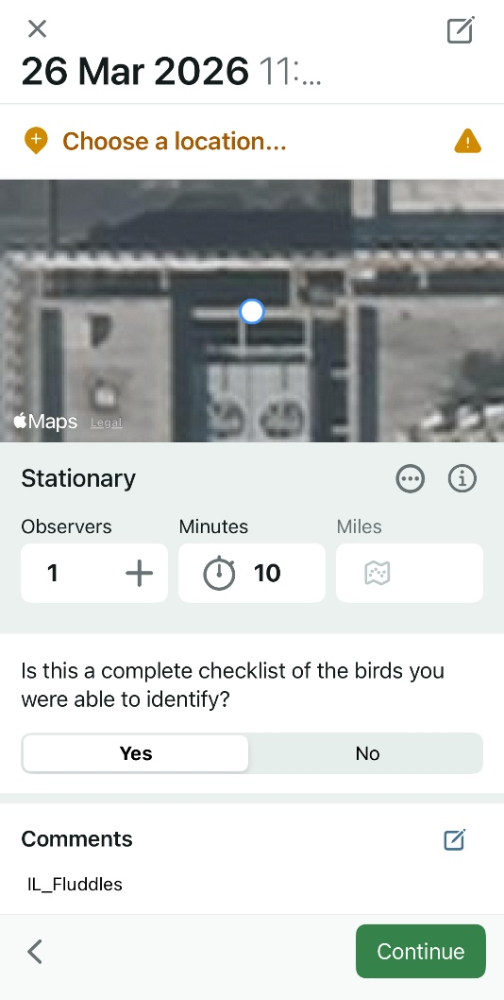 26 Mar 2026 11:...
Choose a location...
Maps Legal
Stationary
Observers Minutes Miles
1 10
Is this a complete checklist of the birds you
were able to identify?
Yes No
Comments
IL_Fluddles
Continue